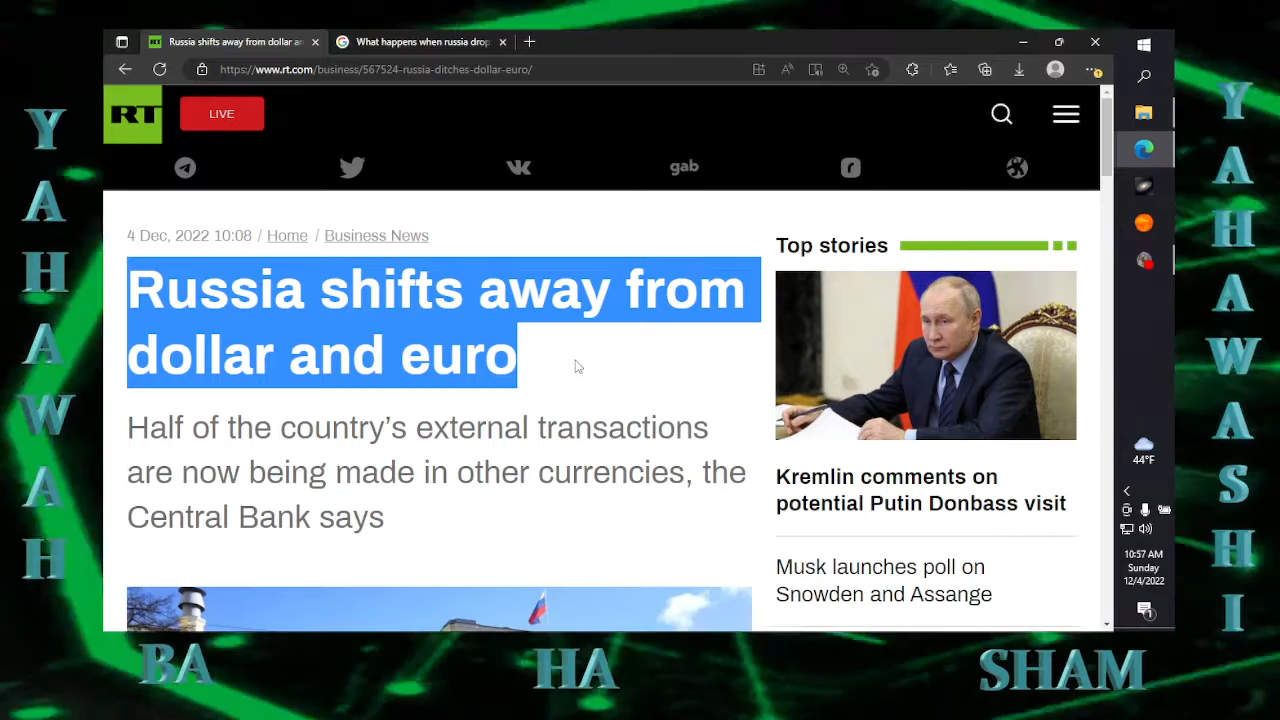 Russia shifts away from dollar an
What happens when russia drop
https://www.rt.com/business/567524-russia-ditches-dollar-euro/
RT
LIVE
gab
4 Dec, 2022 10:08 / Home / Business News
Russia shifts away from
dollar and euro
Half of the country's external transactions
are now being made in other currencies, the
Central Bank says
Top stories
Kremlin comments on
potential Putin Donbass visit
Musk launches poll on
Snowden and Assange
44°F
10:57 AM
Sunday
12/4/2022
1
YAHAWAH
YAHAWASHI
BA HA SHAM